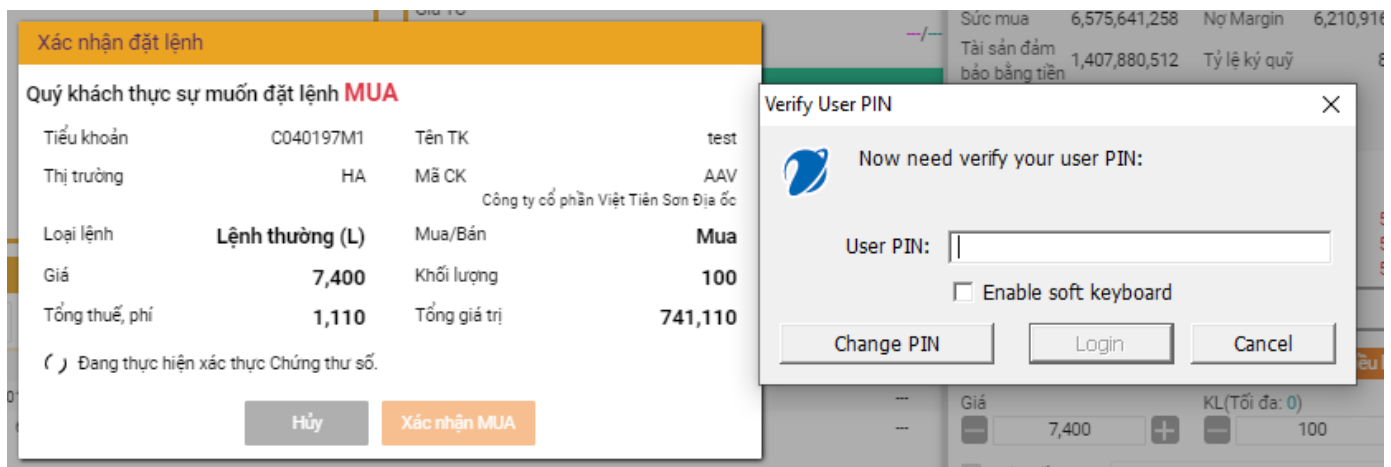 Giá TC
Xác nhận đặt lệnh
Quý khách thực sự muốn đặt lệnh MUA
Tiểu khoản C040197M1 Tên TK test
Thị trường HA Mã CK AAV
Công ty cổ phần Việt Tiên Sơn Địa ốc
Loại lệnh Lệnh thường (L) Mua/Bán Mua
Giá 7,400 Khối lượng 100
Tổng thuế, phí 1,110 Tổng giá trị 741,110
Đang thực hiện xác thực Chứng thư số.
Hủy Xác nhận MUA
---/---
Sức mua 6,575,641,258 Nợ Margin 6,210,916
Tài sản đảm
bảo bằng tiền 1,407,880,512 Tỷ lệ ký quỹ
Verify User PIN
Now need verify your user PIN:
User PIN:
Enable soft keyboard
Change PIN Login Cancel
---
---
Giá KL(Tối đa: 0)
7,400 100